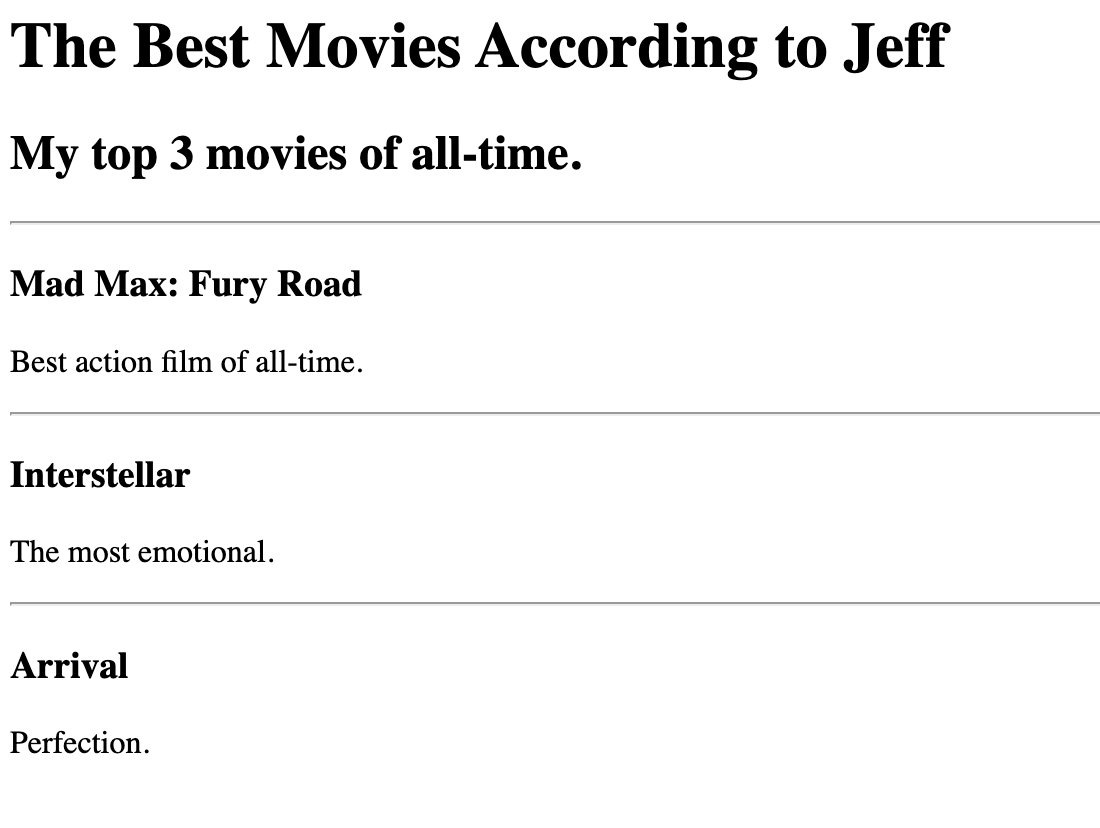 The Best Movies According to Jeff
My top 3 movies of all-time.
Mad Max: Fury Road
Best action film of all-time.
Interstellar
The most emotional.
Arrival
Perfection.